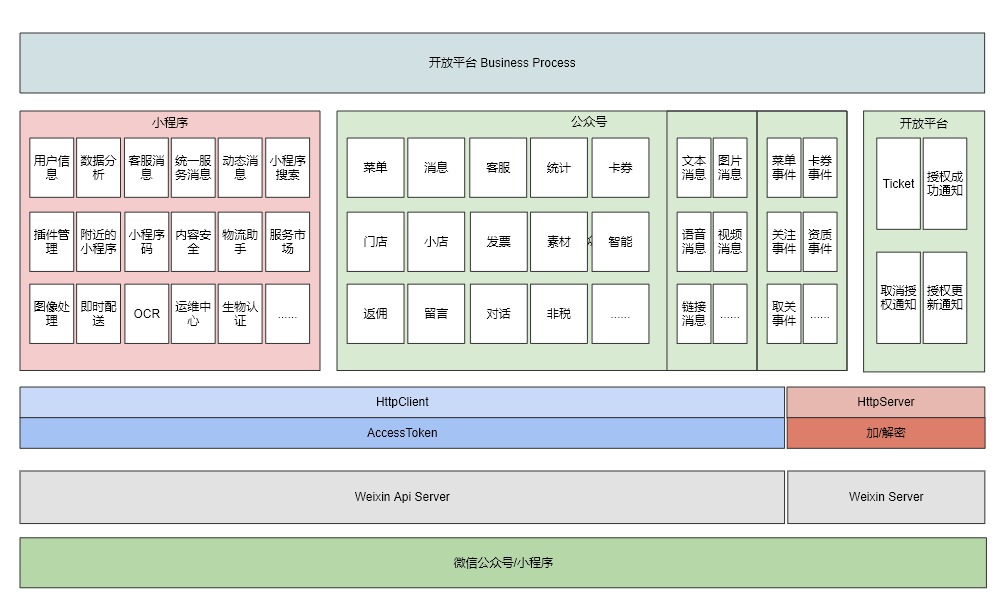 开放平台 Business Process
小程序
用户信
息
数据分
析
客服消
息
统一服
务消息
动态消
息
小程序
搜索
插件管
理
附近的
小程序
小程序
码
内容安
全
物流助
手
服务市
场
图像处
理
即时配
送
OCR
运维中
心
生物认
证
......
公众号
菜单
消息
客服
统计
卡券
门店
小店
发票
素材
智能
返佣
留言
对话
非税
......
文本
消息
图片
消息
语音
消息
视频
消息
链接
消息
......
菜单
事件
卡券
事件
关注
事件
资质
事件
取关
事件
......
开放平台
Ticket
授权成
功通知
取消授
权通知
授权更
新通知
HttpClient
HttpServer
AccessToken
加/解密
Weixin Api Server
Weixin Server
微信公众号/小程序